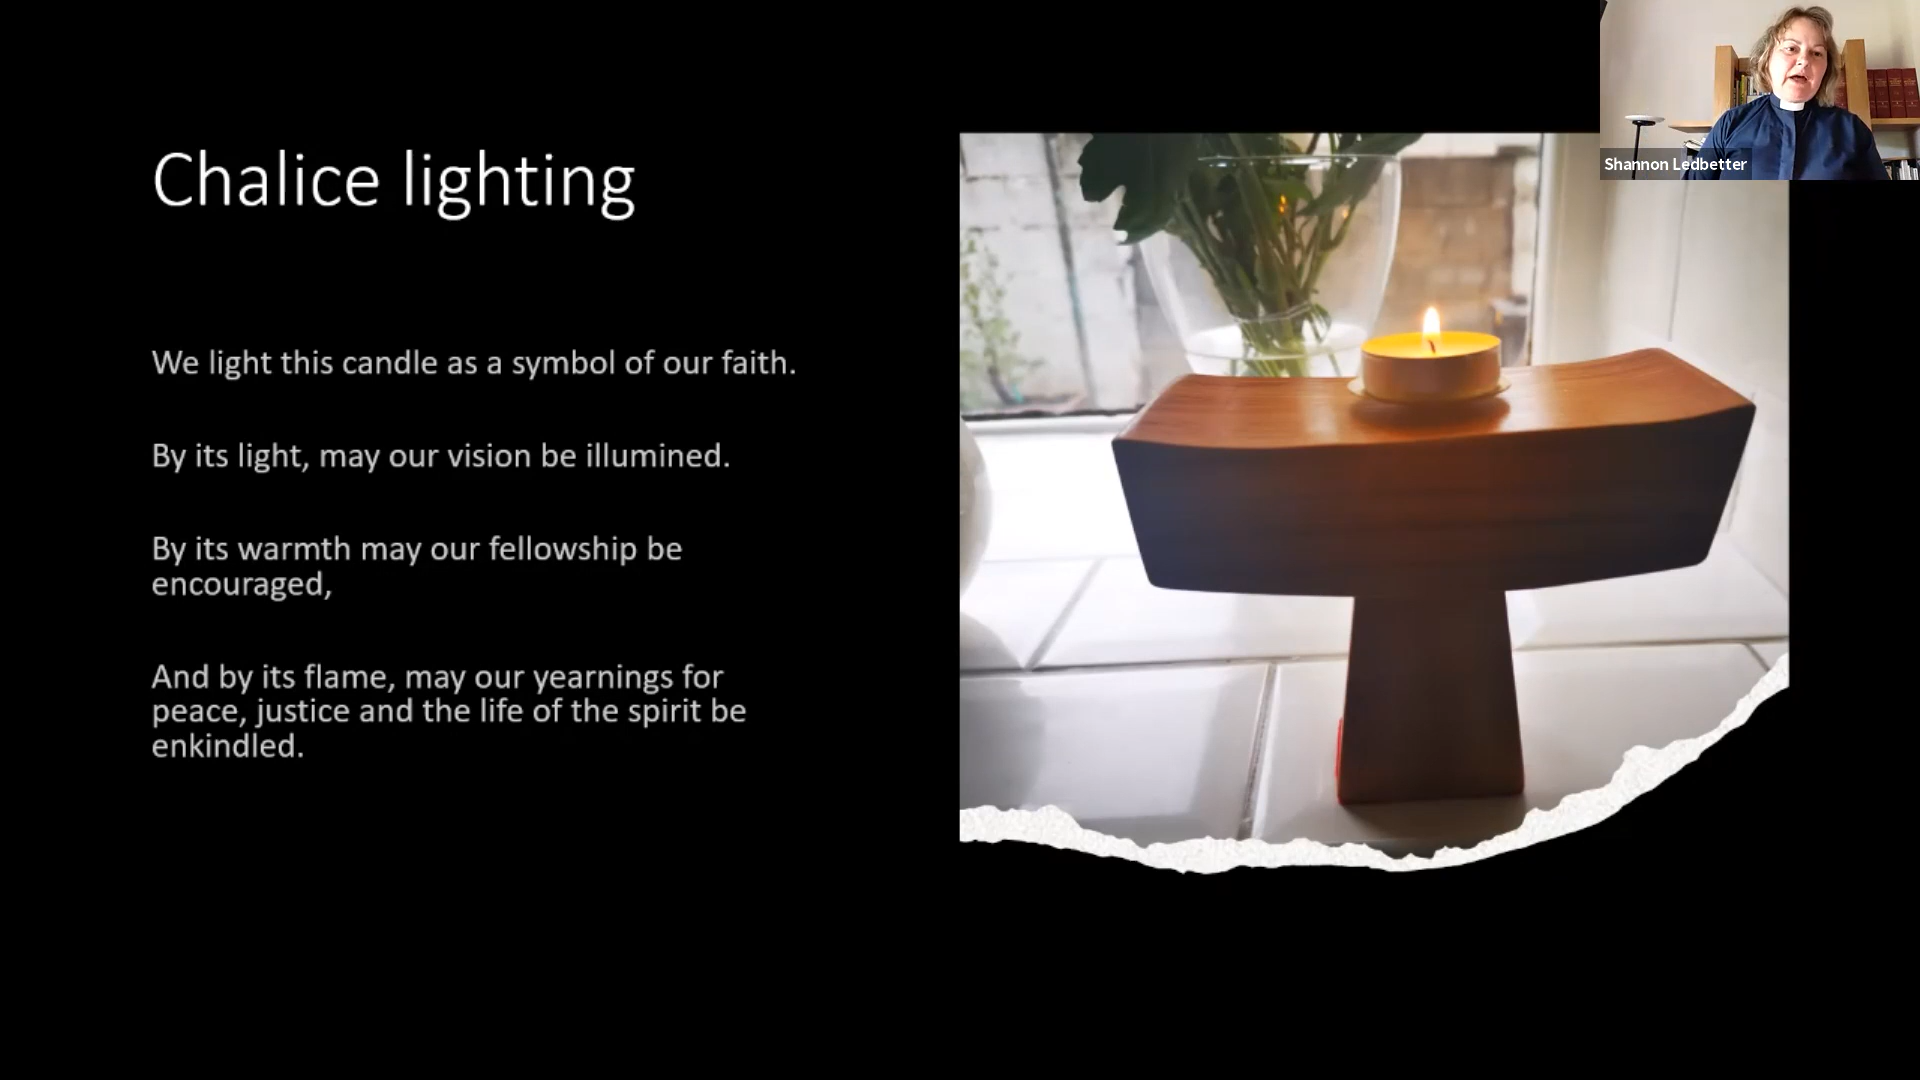 Chalice lighting
We light this candle as a symbol of our faith.
By its light, may our vision be illumined.
By its warmth may our fellowship be
encouraged,
And by its flame, may our yearnings for
peace, justice and the life of the spirit be
enkindled.
Shannon Ledbetter